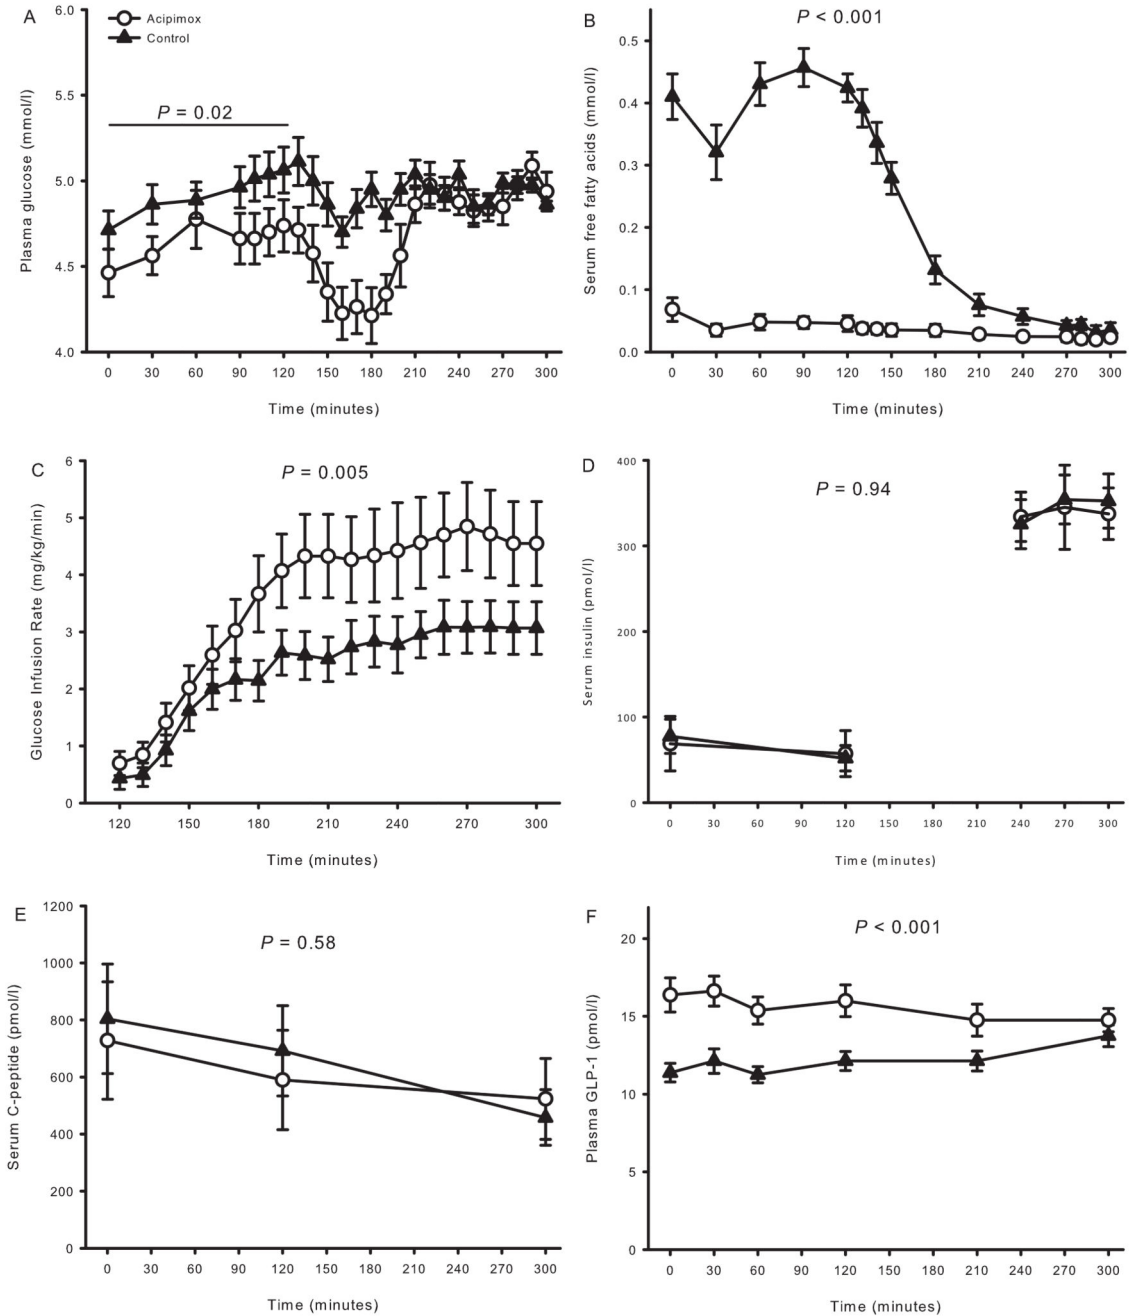 A
Acipimox
Control
P = 0.02
Plasma glucose (mmol/l)
6.0
5.5
5.0
4.5
4.0
0 30 60 90 120 150 180 210 240 270 300
Time (minutes)
B
P < 0.001
Serum free fatty acids (mmol/l)
0.5
0.4
0.3
0.2
0.1
0.0
0 30 60 90 120 150 180 210 240 270 300
Time (minutes)
C
P = 0.005
Glucose Infusion Rate (mg/kg/min)
6
5
4
3
2
1
0
120 150 180 210 240 270 300
Time (minutes)
D
P = 0.94
Serum insulin (pmol/l)
400
300
200
100
0
0 30 60 90 120 150 180 210 240 270 300
Time (minutes)
E
P = 0.58
Serum C-peptide (pmol/l)
1200
1000
800
600
400
200
0
0 30 60 90 120 150 180 210 240 270 300
Time (minutes)
F
P < 0.001
Plasma GLP-1 (pmol/l)
20
15
10
5
0
0 30 60 90 120 150 180 210 240 270 300
Time (minutes)